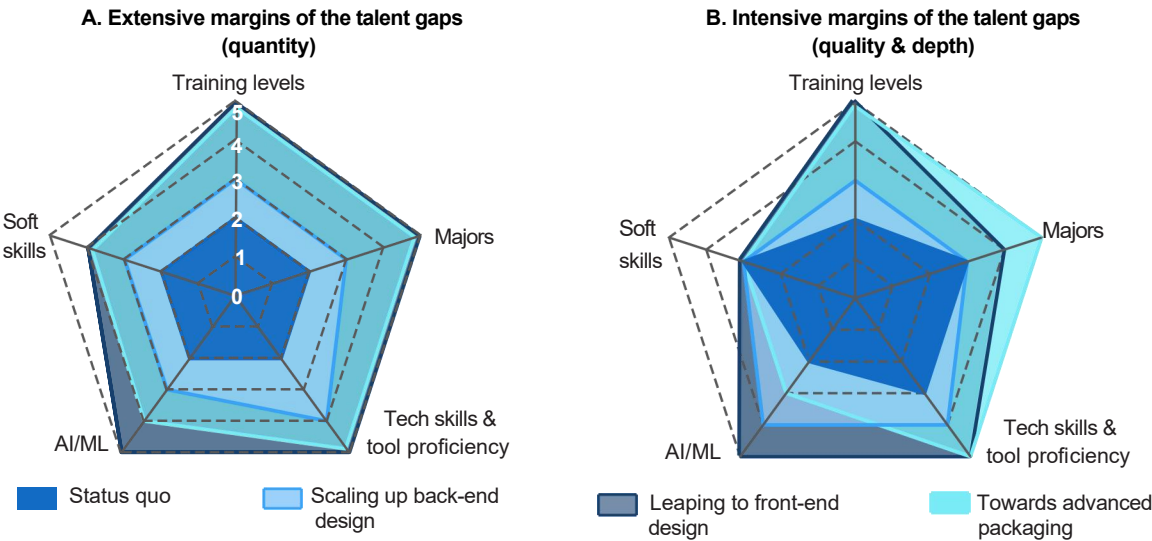 A. Extensive margins of the talent gaps
(quantity)
Training levels
5
4
3
2
1
0
Soft
skills
Majors
AI/ML
Tech skills &
tool proficiency
B. Intensive margins of the talent gaps
(quality & depth)
Training levels
Soft
skills
Majors
AI/ML
Tech skills &
tool proficiency
Status quo
Scaling up back-end
design
Leaping to front-end
design
Towards advanced
packaging